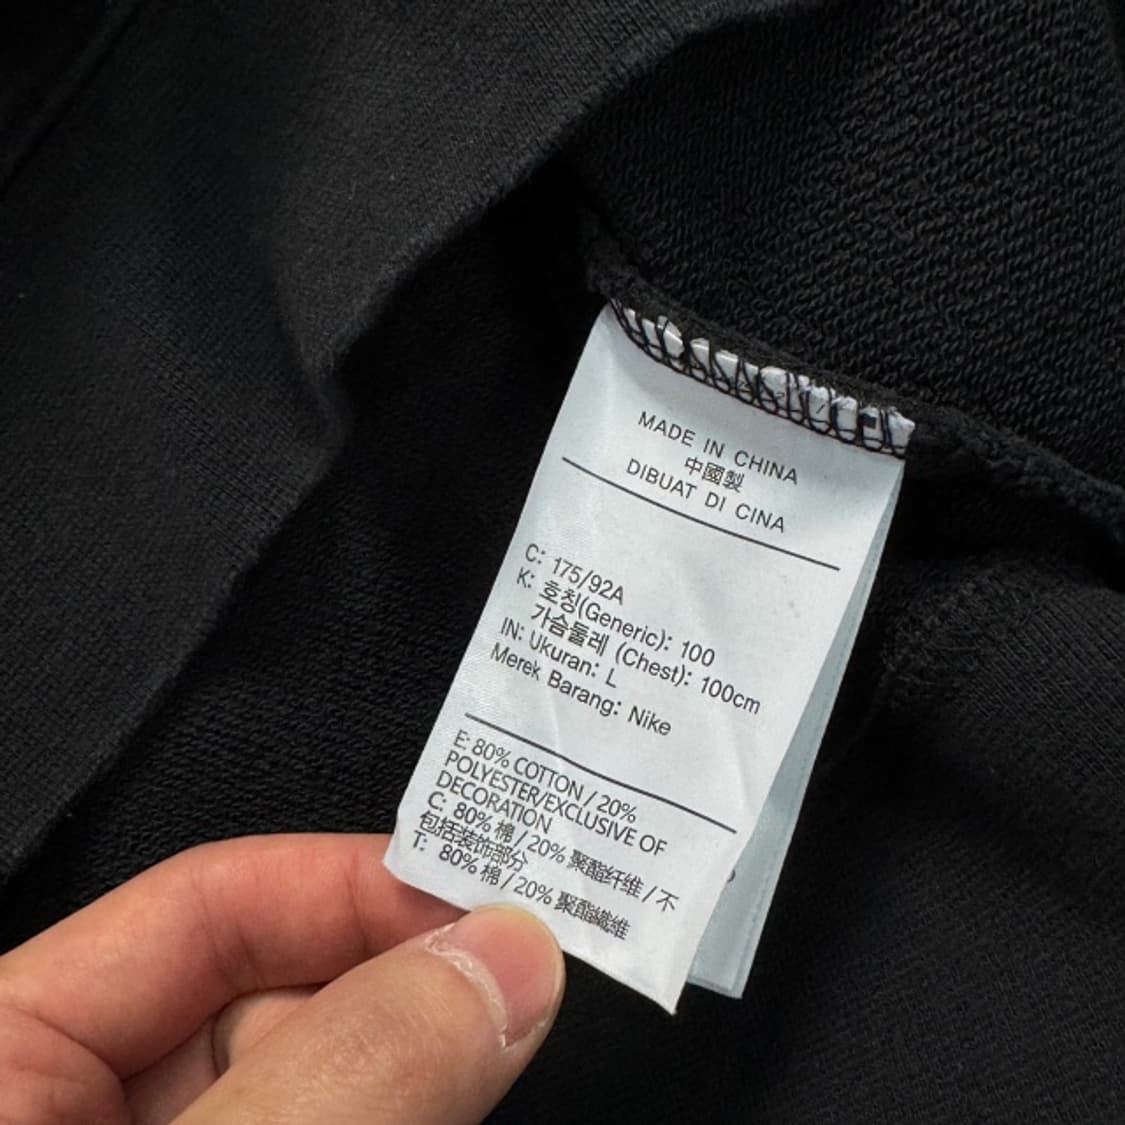 MADE IN CHINA
中國製
DIBUAT DI CINA
C: 175/92A
K: 호칭(Generic): 100
가슴둘레 (Chest): 100cm
IN: Ukuran: L
Merek Barang: Nike
E: 80% COTTON / 20%
POLYESTER/EXCLUSIVE OF
DECORATION
C: 80% 棉 / 20% 聚酯纤维 / 不
包括装饰部分
T: 80% 棉 / 20% 聚酯纖維